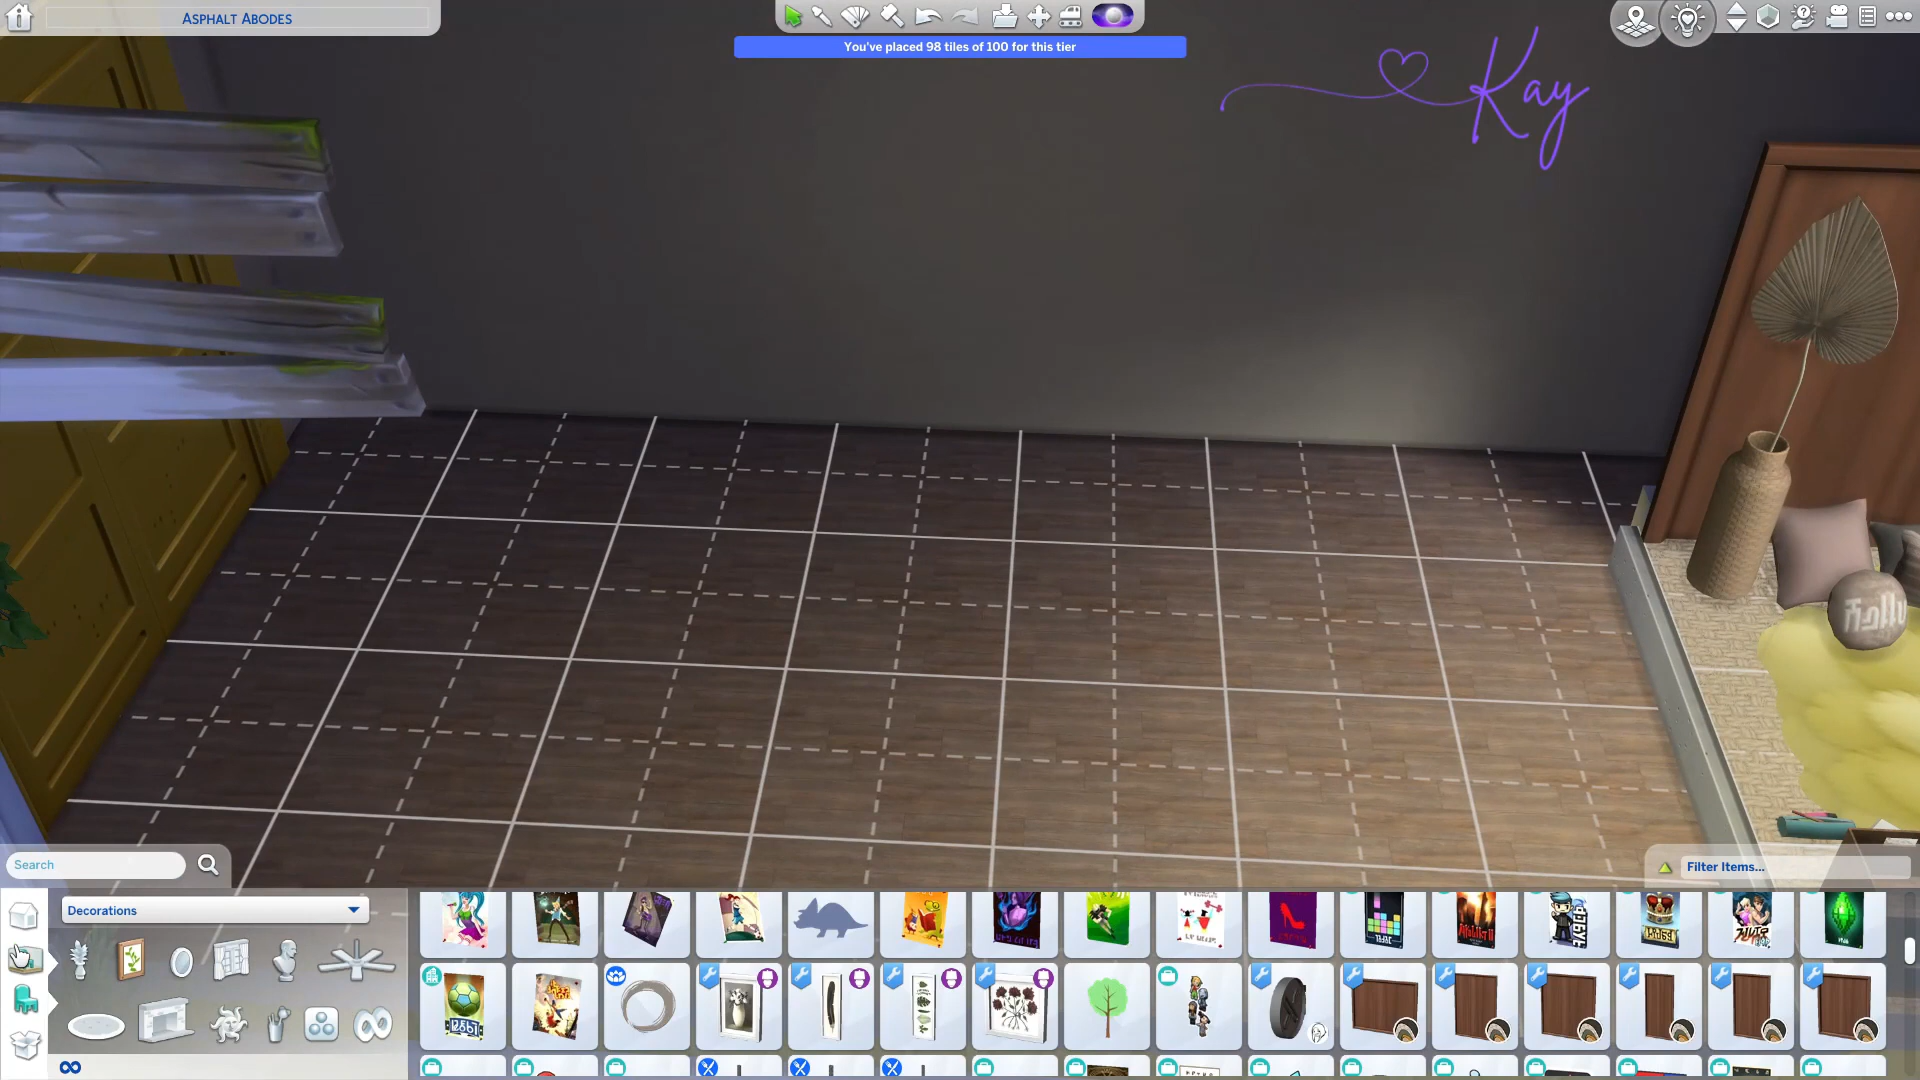 Asphalt Abodes
You've placed 98 tiles of 100 for this tier
Kay
Search
Filter Items...
Decorations